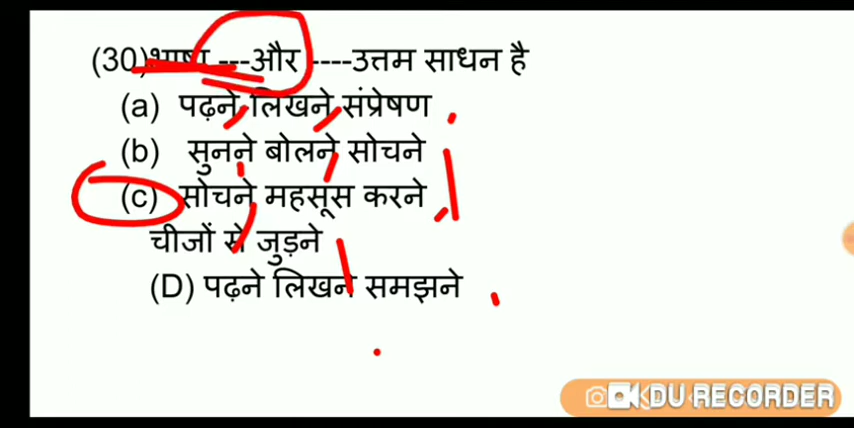 (30)भाषा ---और ----उत्तम साधन है
(a) पढ़ने लिखने संप्रेषण
(b) सुनने बोलने सोचने
(c) सोचने महसूस करने
चीजों से जुड़ने
(D) पढ़ने लिखने समझने
DU RECORDER